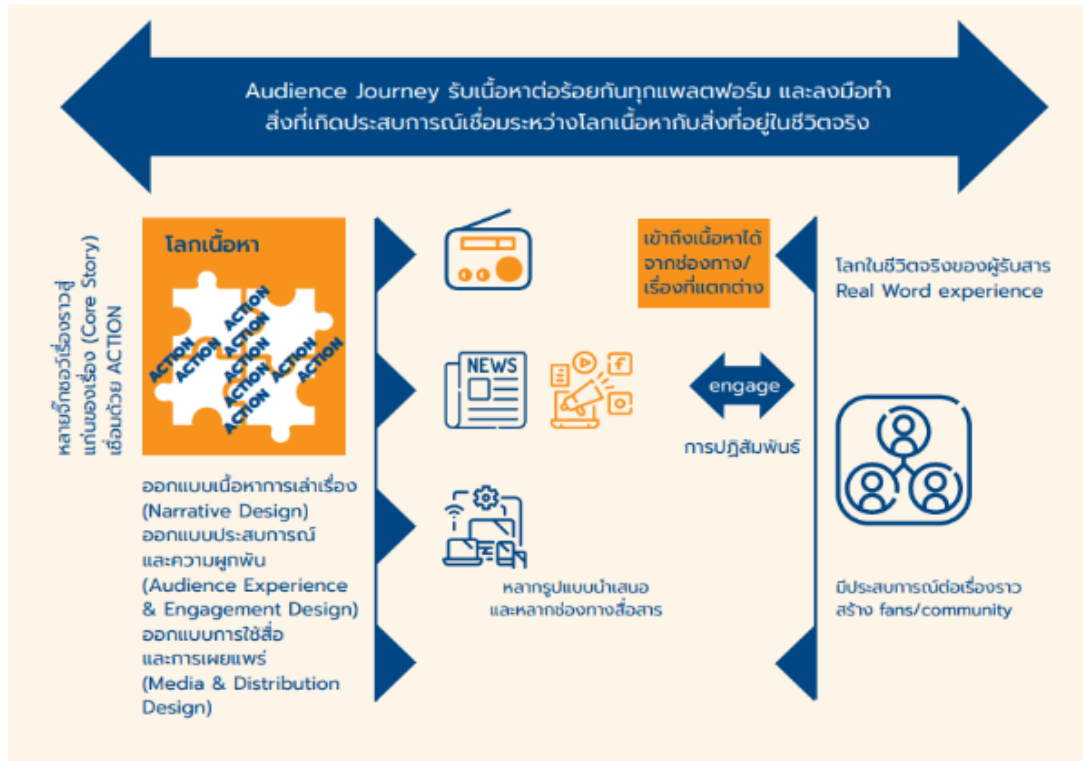 Audience Journey รับเนื้อหาต่อร้อยกันทุกแพลตฟอร์ม และลงมือทำ
สิ่งที่เกิดประสบการณ์เชื่อมระหว่างโลกเนื้อหากับสิ่งที่อยู่ในชีวิตจริง
หลายจิ๊กซอว์เรื่องราวสู่
แก่นของเรื่อง (Core Story)
เชื่อมด้วย ACTION
โลกเนื้อหา
ACTION
ACTION
ACTION
ACTION
ACTION
ACTION
ACTION
ACTION
ACTION
ออกแบบเนื้อหาการเล่าเรื่อง
(Narrative Design)
ออกแบบประสบการณ์
และความผูกพัน
(Audience Experience
& Engagement Design)
ออกแบบการใช้สื่อ
และการเผยแพร่
(Media & Distribution
Design)
NEWS
f
หลากรูปแบบนำเสนอ
และหลากช่องทางสื่อสาร
เข้าถึงเนื้อหาได้
จากช่องทาง/
เรื่องที่แตกต่าง
engage
การปฏิสัมพันธ์
โลกในชีวิตจริงของผู้รับสาร
Real Word experience
มีประสบการณ์ต่อเรื่องราว
สร้าง fans/community